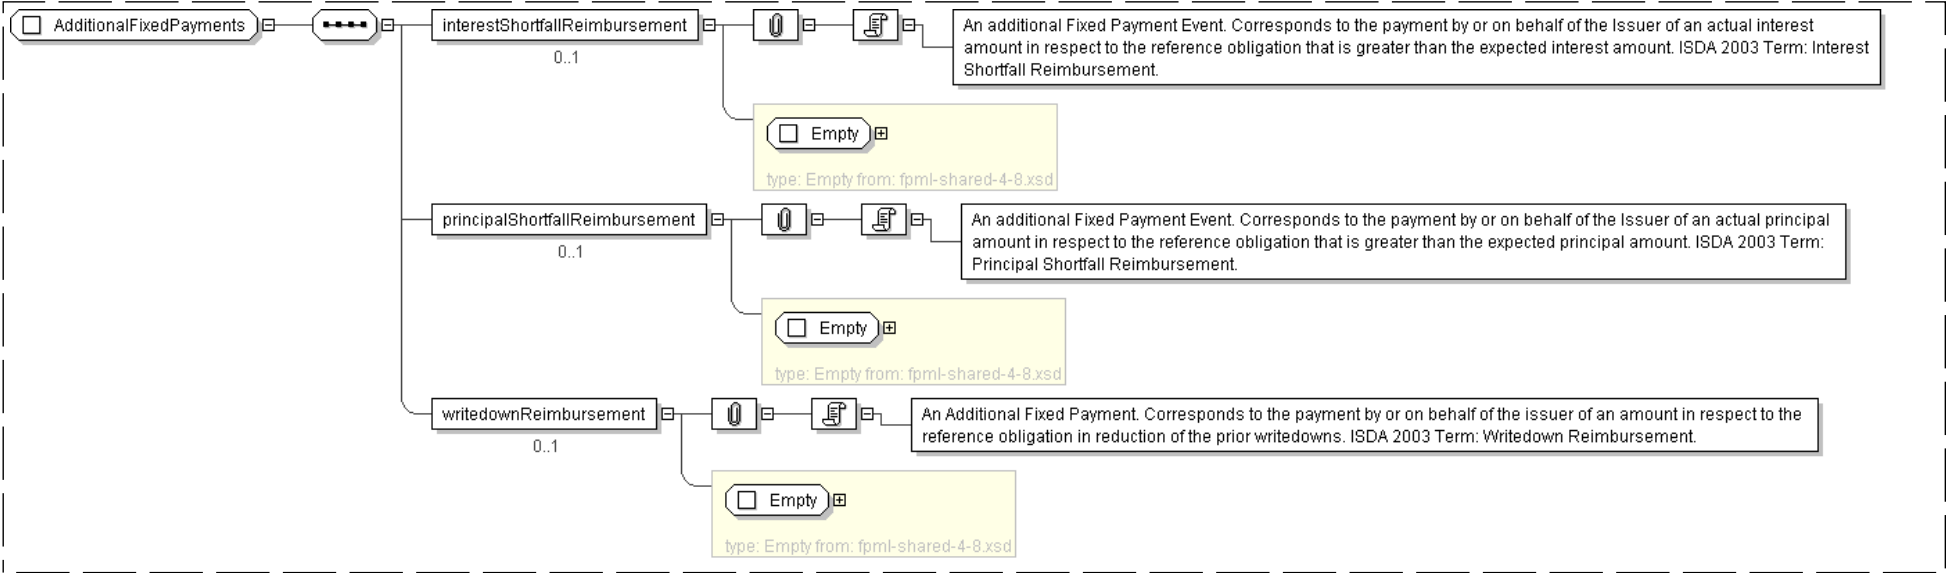 AdditionalFixedPayments
interestShortfallReimbursement
0..1
An additional Fixed Payment Event. Corresponds to the payment by or on behalf of the Issuer of an actual interest
amount in respect to the reference obligation that is greater than the expected interest amount. ISDA 2003 Term: Interest
Shortfall Reimbursement.
Empty
type: Empty from: fpml-shared-4-8.xsd
principalShortfallReimbursement
0..1
An additional Fixed Payment Event. Corresponds to the payment by or on behalf of the Issuer of an actual principal
amount in respect to the reference obligation that is greater than the expected principal amount. ISDA 2003 Term:
Principal Shortfall Reimbursement.
Empty
type: Empty from: fpml-shared-4-8.xsd
writedownReimbursement
0..1
An Additional Fixed Payment. Corresponds to the payment by or on behalf of the issuer of an amount in respect to the
reference obligation in reduction of the prior writedowns. ISDA 2003 Term: Writedown Reimbursement.
Empty
type: Empty from: fpml-shared-4-8.xsd